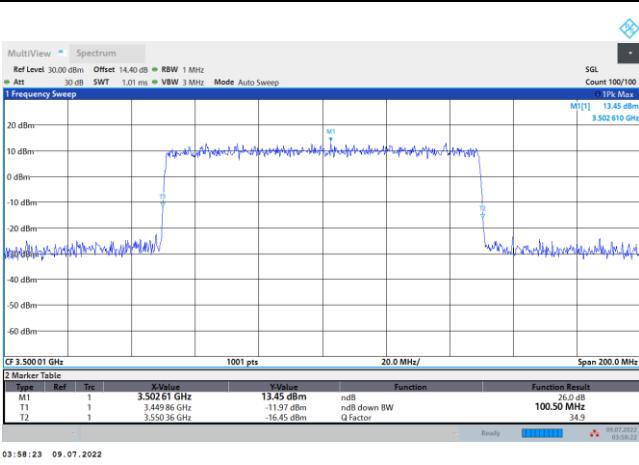 MultiView Spectrum
Ref Level 30.00 dBm Offset 14.40 dB RBW 1 MHz SGL
Att 30 dB SWT 1.01 ms VBW 3 MHz Mode Auto Sweep Count 100/100
1 Frequency Sweep 1Pk Max
M1[1] 13.45 dBm
3.502 610 GHz
20 dBm
M1
10 dBm
0 dBm
T1
-10 dBm
T2
-20 dBm
-30 dBm
-40 dBm
-50 dBm
-60 dBm
CF 3.500 01 GHz 1001 pts 20.0 MHz/ Span 200.0 MHz
2 Marker Table
Type Ref Trc X-Value Y-Value Function Function Result
M1 1 3.502 61 GHz 13.45 dBm ndB 26.0 dB
T1 1 3.449 86 GHz -11.97 dBm ndB down BW 100.50 MHz
T2 1 3.550 36 GHz -16.45 dBm Q Factor 34.9
Ready 09.07.2022
03:58:22
03:58:23 09.07.2022